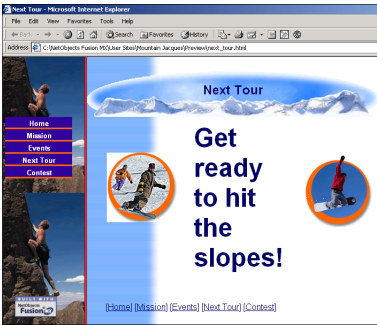 Next Tour - Microsoft Internet Explorer
File Edit View Favorites Tools Help
Back Search Favorites History
Address C:\NetObjects Fusion MX\User Sites\Mountain Jacques\Preview\next_tour.html
Next Tour
Home
Mission
Events
Next Tour
Contest
Get
ready
to hit
the
slopes!
BUILT WITH
NetObjects
Fusion MX
[Home] [Mission] [Events] [Next Tour] [Contest]